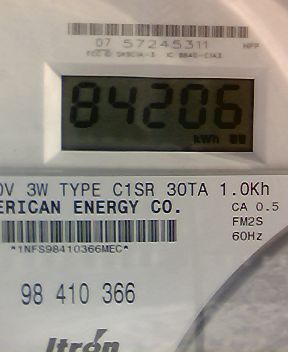 07 57245311 HFP
84206
kWh
0V 3W TYPE C1SR 30TA 1.0Kh
ERICAN ENERGY CO. CA 0.5
FM2S
60Hz
*1NFS98410366MEC*
98 410 366
Itron